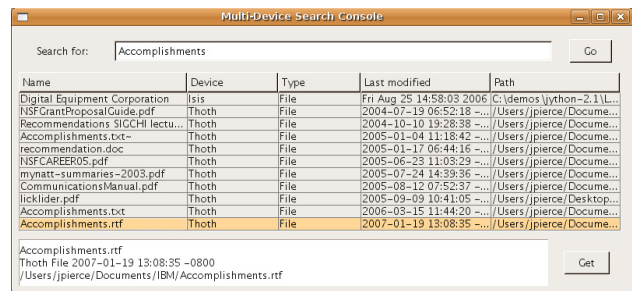 Multi-Device Search Console
Search for: Accomplishments Go
Name Device Type Last modified Path
Digital Equipment Corporation Isis File Fri Aug 25 14:58:03 2006 C:\demos\jython-2.1\L...
NSFGrantProposalGuide.pdf Thoth File 2004-07-19 06:52:18 -... /Users/jpierce/Docume...
Recommendations SIGCHI lectu... Thoth File 2004-10-10 19:28:38 -... /Users/jpierce/Docume...
Accomplishments.txt~ Thoth File 2005-01-04 11:18:42 -... /Users/jpierce/Docume...
recommendation.doc Thoth File 2005-01-17 06:44:16 -... /Users/jpierce/Docume...
NSFCAREER05.pdf Thoth File 2005-06-23 11:03:29 -... /Users/jpierce/Docume...
mynatt-summaries-2003.pdf Thoth File 2005-07-24 14:39:36 -... /Users/jpierce/Docume...
CommunicationsManual.pdf Thoth File 2005-08-12 07:52:37 -... /Users/jpierce/Docume...
licklider.pdf Thoth File 2005-09-09 10:41:05 -... /Users/jpierce/Desktop...
Accomplishments.txt Thoth File 2006-03-15 11:44:20 -... /Users/jpierce/Docume...
Accomplishments.rtf Thoth File 2007-01-19 13:08:35 -... /Users/jpierce/Docume...
Accomplishments.rtf
Thoth File 2007-01-19 13:08:35 -0800
/Users/jpierce/Documents/IBM/Accomplishments.rtf
Get